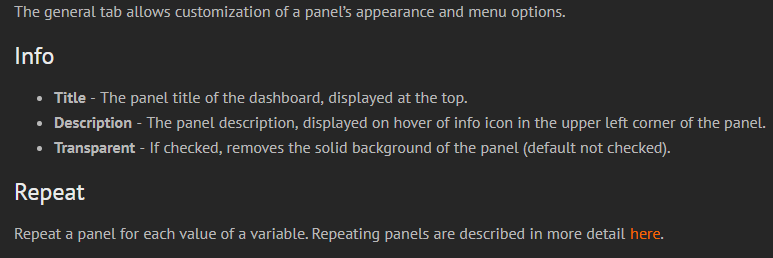 The general tab allows customization of a panel's appearance and menu options.
Info
• Title - The panel title of the dashboard, displayed at the top.
• Description - The panel description, displayed on hover of info icon in the upper left corner of the panel.
• Transparent - If checked, removes the solid background of the panel (default not checked).
Repeat
Repeat a panel for each value of a variable. Repeating panels are described in more detail here.